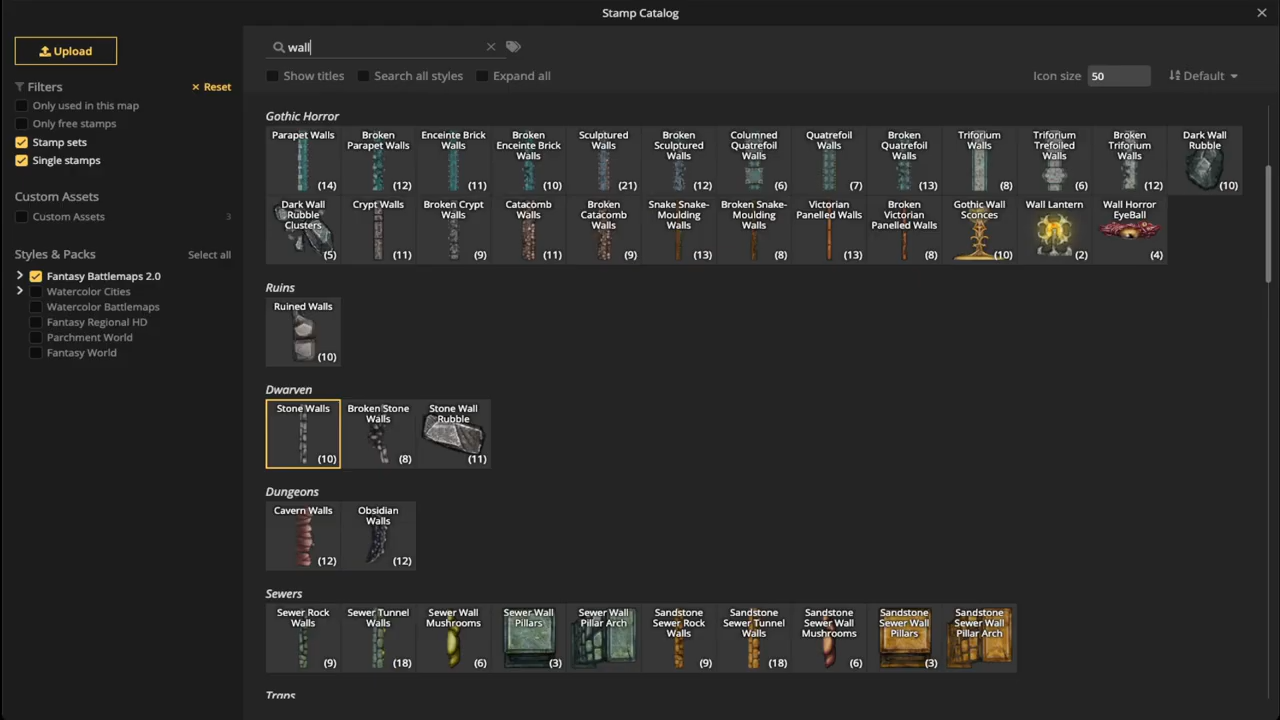 Stamp Catalog
Upload
Filters
Reset
Only used in this map
Only free stamps
Stamp sets
Single stamps
Custom Assets
Custom Assets 3
Styles & Packs Select all
Fantasy Battlemaps 2.0
Watercolor Cities
Watercolor Battlemaps
Fantasy Regional HD
Parchment World
Fantasy World
wall
Show titles Search all styles Expand all
Icon size 50 Default
Gothic Horror
Parapet Walls (14)
Broken Parapet Walls (12)
Enceinte Brick Walls (11)
Broken Enceinte Brick Walls (10)
Sculptured Walls (21)
Broken Sculptured Walls (12)
Columned Quatrefoil Walls (6)
Quatrefoil Walls (7)
Broken Quatrefoil Walls (13)
Triforium Walls (8)
Triforium Trefoiled Walls (6)
Broken Triforium Walls (12)
Dark Wall Rubble (10)
Dark Wall Rubble Clusters (5)
Crypt Walls (11)
Broken Crypt Walls (9)
Catacomb Walls (11)
Broken Catacomb Walls (9)
Snake Snake-Moulding Walls (13)
Broken Snake-Moulding Walls (8)
Victorian Panelled Walls (13)
Broken Victorian Panelled Walls (8)
Gothic Wall Sconces (10)
Wall Lantern (2)
Wall Horror EyeBall (4)
Ruins
Ruined Walls (10)
Dwarven
Stone Walls (10)
Broken Stone Walls (8)
Stone Wall Rubble (11)
Dungeons
Cavern Walls (12)
Obsidian Walls (12)
Sewers
Sewer Rock Walls (9)
Sewer Tunnel Walls (18)
Sewer Wall Mushrooms (6)
Sewer Wall Pillars (3)
Sewer Wall Pillar Arch
Sandstone Sewer Rock Walls (9)
Sandstone Sewer Tunnel Walls (18)
Sandstone Sewer Wall Mushrooms (6)
Sandstone Sewer Wall Pillars (3)
Sandstone Sewer Wall Pillar Arch
Traps